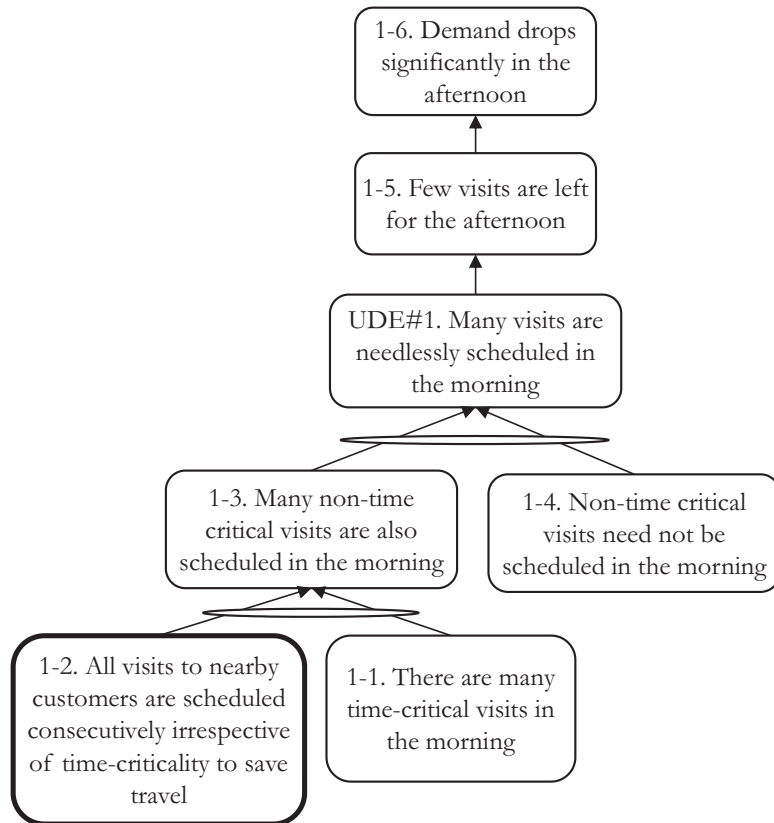 1-6. Demand drops
significantly in the
afternoon
1-5. Few visits are left
for the afternoon
UDE#1. Many visits are
needlessly scheduled in
the morning
1-3. Many non-time
critical visits are also
scheduled in the morning
1-4. Non-time critical
visits need not be
scheduled in the morning
1-2. All visits to nearby
customers are scheduled
consecutively irrespective
of time-criticality to save
travel
1-1. There are many
time-critical visits in
the morning